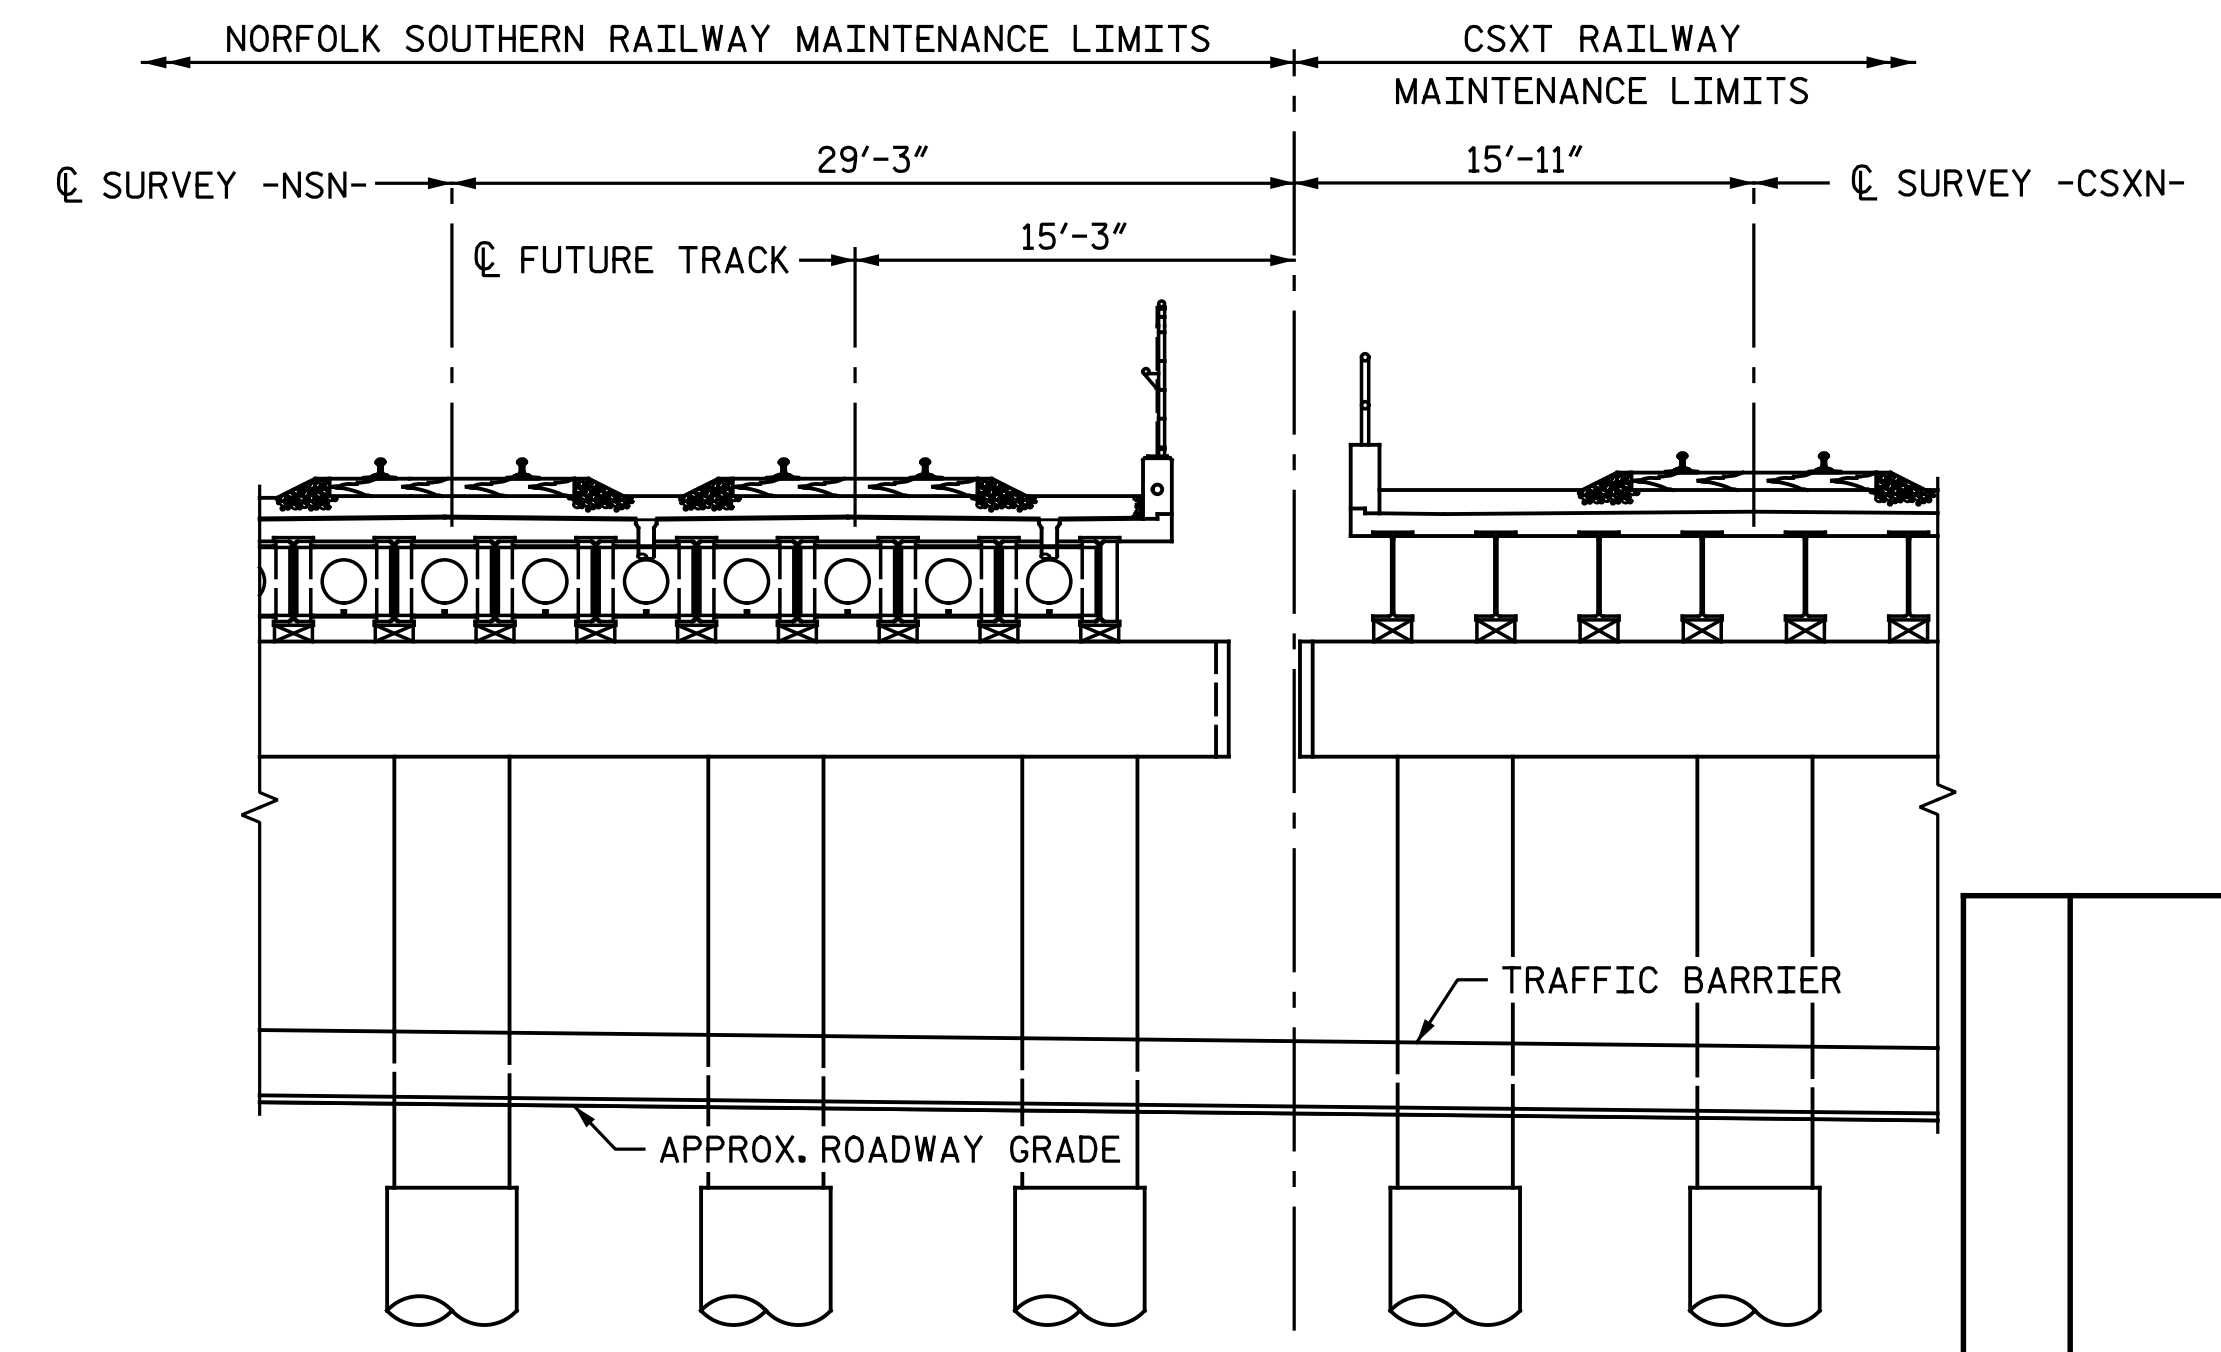 NORFOLK SOUTHERN RAILWAY MAINTENANCE LIMITS
CSXT RAILWAY
MAINTENANCE LIMITS
29'-3"
15'-11"
℄ SURVEY -NSN-
℄ SURVEY -CSXN-
15'-3"
℄ FUTURE TRACK
TRAFFIC BARRIER
APPROX. ROADWAY GRADE